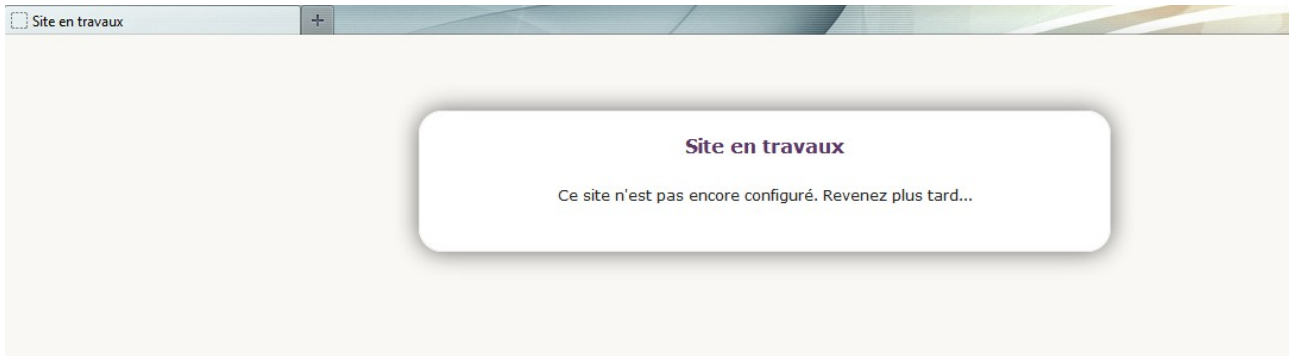 Site en travaux
Site en travaux
Ce site n'est pas encore configuré. Revenez plus tard...